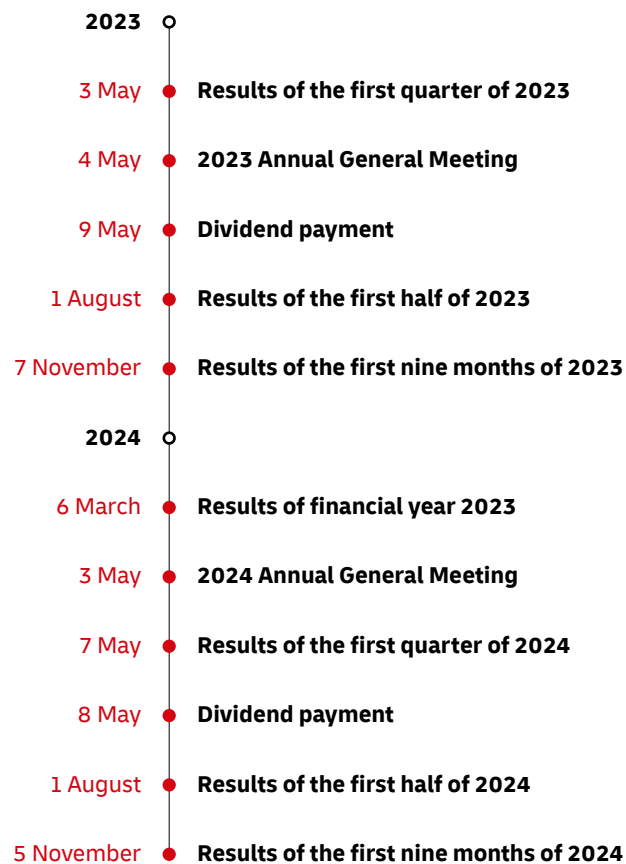 2023
3 May Results of the first quarter of 2023
4 May 2023 Annual General Meeting
9 May Dividend payment
1 August Results of the first half of 2023
7 November Results of the first nine months of 2023
2024
6 March Results of financial year 2023
3 May 2024 Annual General Meeting
7 May Results of the first quarter of 2024
8 May Dividend payment
1 August Results of the first half of 2024
5 November Results of the first nine months of 2024